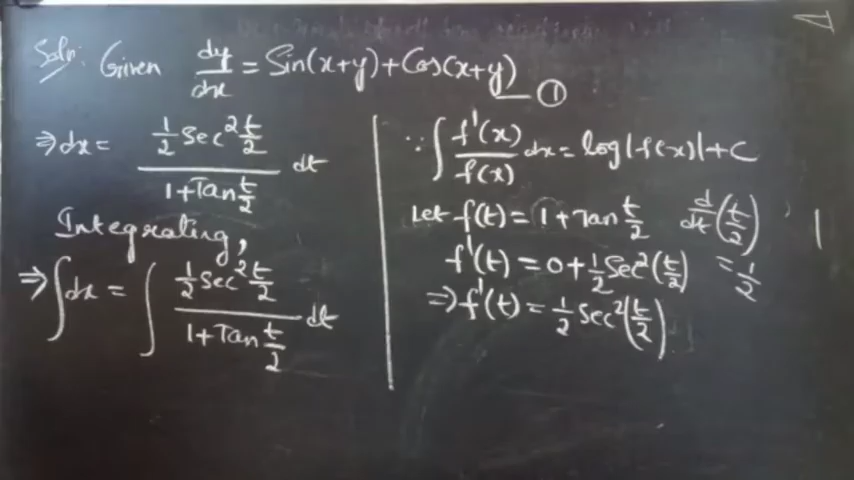 Soln: Given dy/dx = Sin(x+y)+Cos(x+y) — ①
⇒ dx = (1/2 Sec² t/2)/(1+Tan t/2) dt
Integrating,
⇒ ∫dx = ∫ (1/2 Sec² t/2)/(1+Tan t/2) dt
∵ ∫ f'(x)/f(x) dx = log|f(x)|+C
Let f(t) = 1+Tan t/2   d/dt (t/2) = 1/2
f'(t) = 0+1/2 Sec²(t/2)
⇒ f'(t) = 1/2 Sec²(t/2)